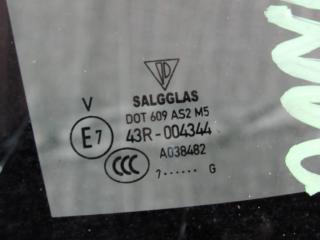 SALGGLAS
V
DOT 609 AS2 M5
E7
43R-004344
CCC
A038482
7······ G